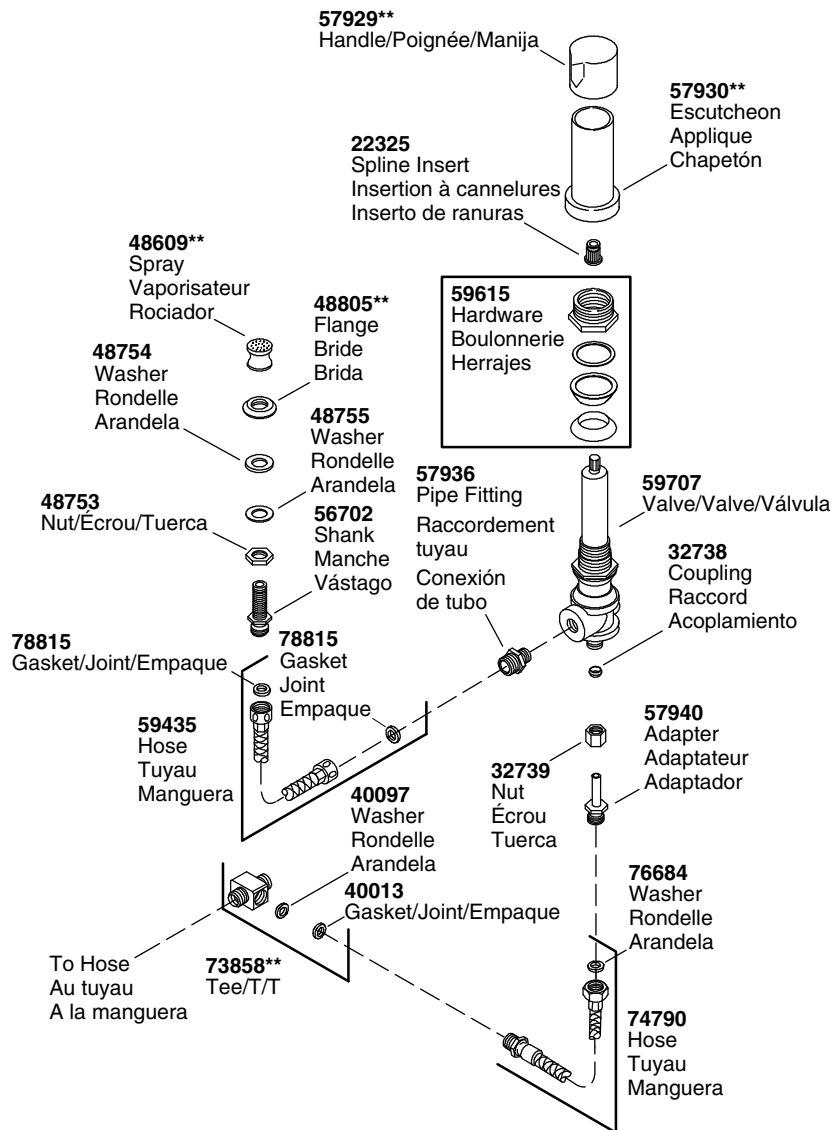 57929**
Handle/Poignée/Manija
57930**
Escutcheon
Applique
Chapetón
22325
Spline Insert
Insertion à cannelures
Inserto de ranuras
48609**
Spray
Vaporisateur
Rociador
48805**
Flange
Bride
Brida
59615
Hardware
Boulonnerie
Herrajes
48754
Washer
Rondelle
Arandela
48755
Washer
Rondelle
Arandela
57936
Pipe Fitting
Raccordement
tuyau
Conexión
de tubo
59707
Valve/Valve/Válvula
48753
Nut/Écrou/Tuerca
56702
Shank
Manche
Vástago
32738
Coupling
Raccord
Acoplamiento
78815
Gasket/Joint/Empaque
78815
Gasket
Joint
Empaque
59435
Hose
Tuyau
Manguera
57940
Adapter
Adaptateur
Adaptador
32739
Nut
Écrou
Tuerca
40097
Washer
Rondelle
Arandela
40013
Gasket/Joint/Empaque
76684
Washer
Rondelle
Arandela
To Hose
Au tuyau
A la manguera
73858**
Tee/T/T
74790
Hose
Tuyau
Manguera